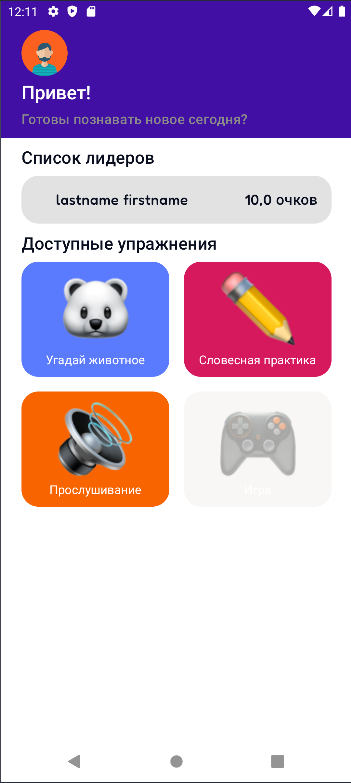 12:11
Привет!
Готовы познавать новое сегодня?
Список лидеров
lastname firstname 10,0 очков
Доступные упражнения
Угадай животное Словесная практика
Прослушивание Игра